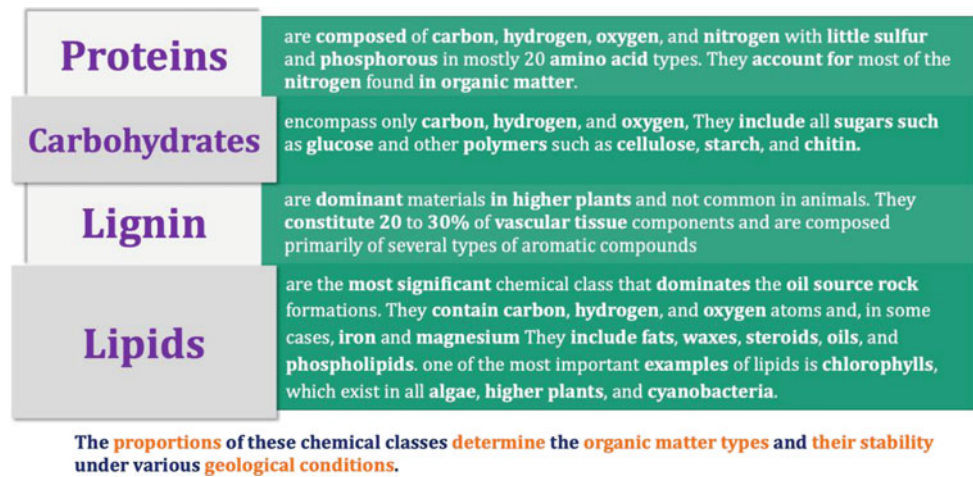 Proteins
are composed of carbon, hydrogen, oxygen, and nitrogen with little sulfur
and phosphorous in mostly 20 amino acid types. They account for most of the
nitrogen found in organic matter.
Carbohydrates
encompass only carbon, hydrogen, and oxygen, They include all sugars such
as glucose and other polymers such as cellulose, starch, and chitin.
Lignin
are dominant materials in higher plants and not common in animals. They
constitute 20 to 30% of vascular tissue components and are composed
primarily of several types of aromatic compounds
Lipids
are the most significant chemical class that dominates the oil source rock
formations. They contain carbon, hydrogen, and oxygen atoms and, in some
cases, iron and magnesium They include fats, waxes, steroids, oils, and
phospholipids. one of the most important examples of lipids is chlorophylls,
which exist in all algae, higher plants, and cyanobacteria.
The proportions of these chemical classes determine the organic matter types and their stability
under various geological conditions.